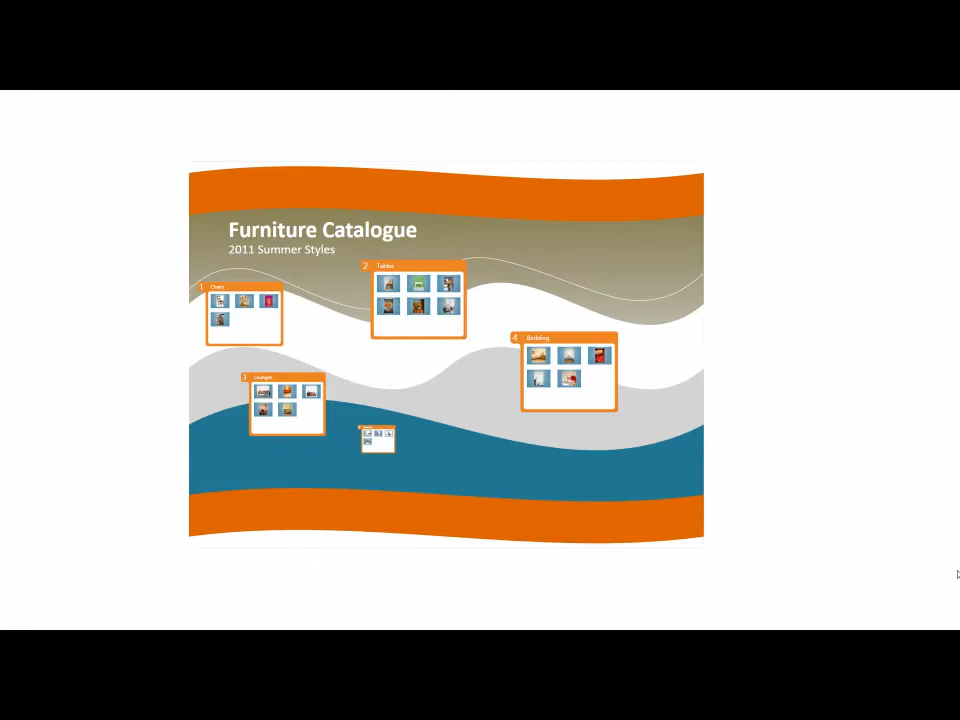 Furniture Catalogue
2011 Summer Styles
2 Tables
1 Chairs
4 Bedding
3 Lounges